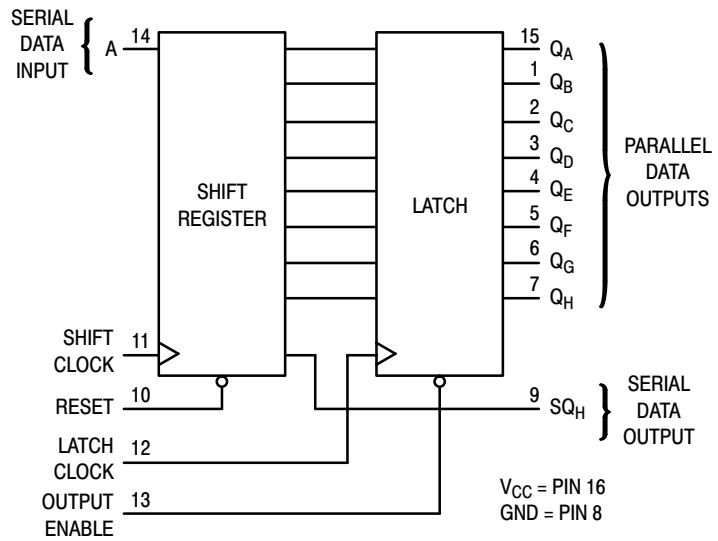 SERIAL
DATA
INPUT
A
14
SHIFT
REGISTER
LATCH
15
QA
1
QB
2
QC
3
QD
4
QE
5
QF
6
QG
7
QH
PARALLEL
DATA
OUTPUTS
SHIFT
CLOCK
11
RESET
10
LATCH
CLOCK
12
OUTPUT
ENABLE
13
9
SQH
SERIAL
DATA
OUTPUT
VCC = PIN 16
GND = PIN 8